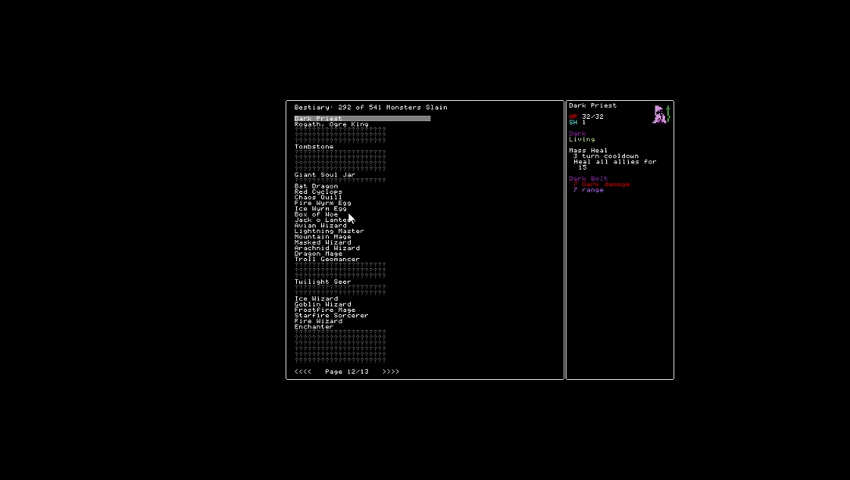 Bestiary: 292 of 541 Monsters Slain
Dark Priest
Rogath, Ogre King
???????????????????????
???????????????????????
???????????????????????
Tombstone
???????????????????????
???????????????????????
???????????????????????
???????????????????????
Giant Soul Jar
???????????????????????
Bat Dragon
Red Cyclops
Chaos Quill
Fire Wyrm Egg
Ice Wyrm Egg
Box of Woe
Jack o Lantern
Avian Wizard
Lightning Master
Mountain Mage
Masked Wizard
Arachnid Wizard
Dragon Mage
Troll Geomancer
???????????????????????
???????????????????????
???????????????????????
Twilight Seer
???????????????????????
???????????????????????
Ice Wizard
Goblin Wizard
Frostfire Mage
Starfire Sorcerer
Fire Wizard
Enchanter
???????????????????????
???????????????????????
???????????????????????
???????????????????????
???????????????????????
???????????????????????
<<<< Page 12/13 >>>>
Dark Priest
HP 32/32
SH 1
Dark
Living
Mass Heal
3 turn cooldown
Heal all allies for
15
Dark Bolt
Dark damage
7 range